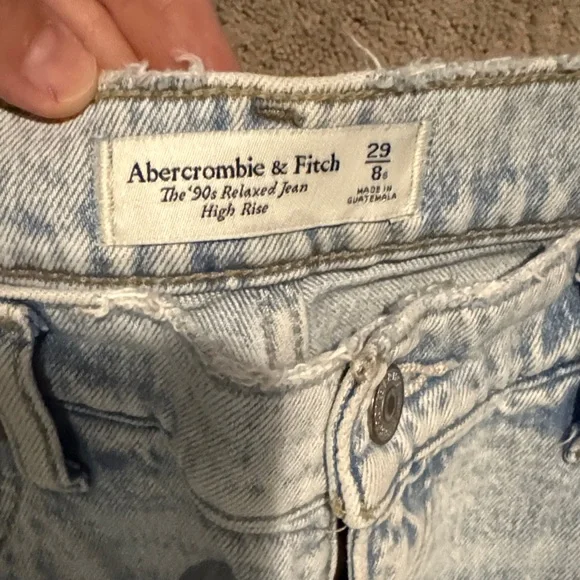 Abercrombie & Fitch
The '90s Relaxed Jean
High Rise
29
8s
MADE IN
GUATEMALA